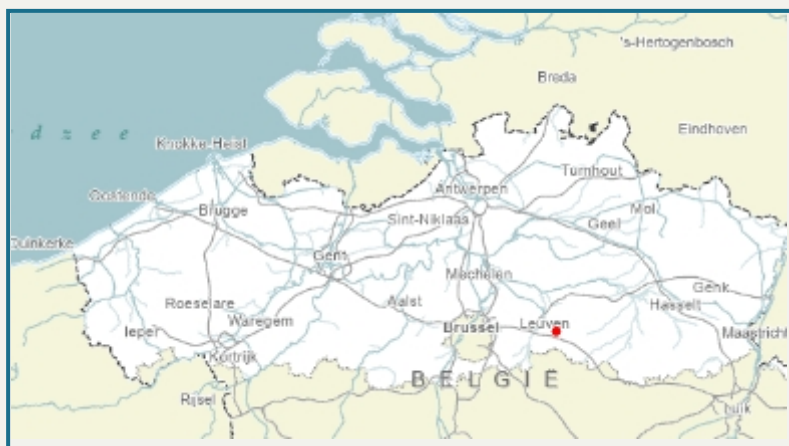 's-Hertogenbosch
Breda
Eindhoven
d z e e
Knokke-Heist
Turnhout
Antwerpen
Oostende
Brugge
Mol
Sint-Niklaas
Geel
Duinkerke
Gent
Mechelen
Genk
Roeselare
Aalst
Hasselt
Waregem
Leuven
Ieper
Brussel
Maastricht
Kortrijk
BELGIË
Rijsel
Luik